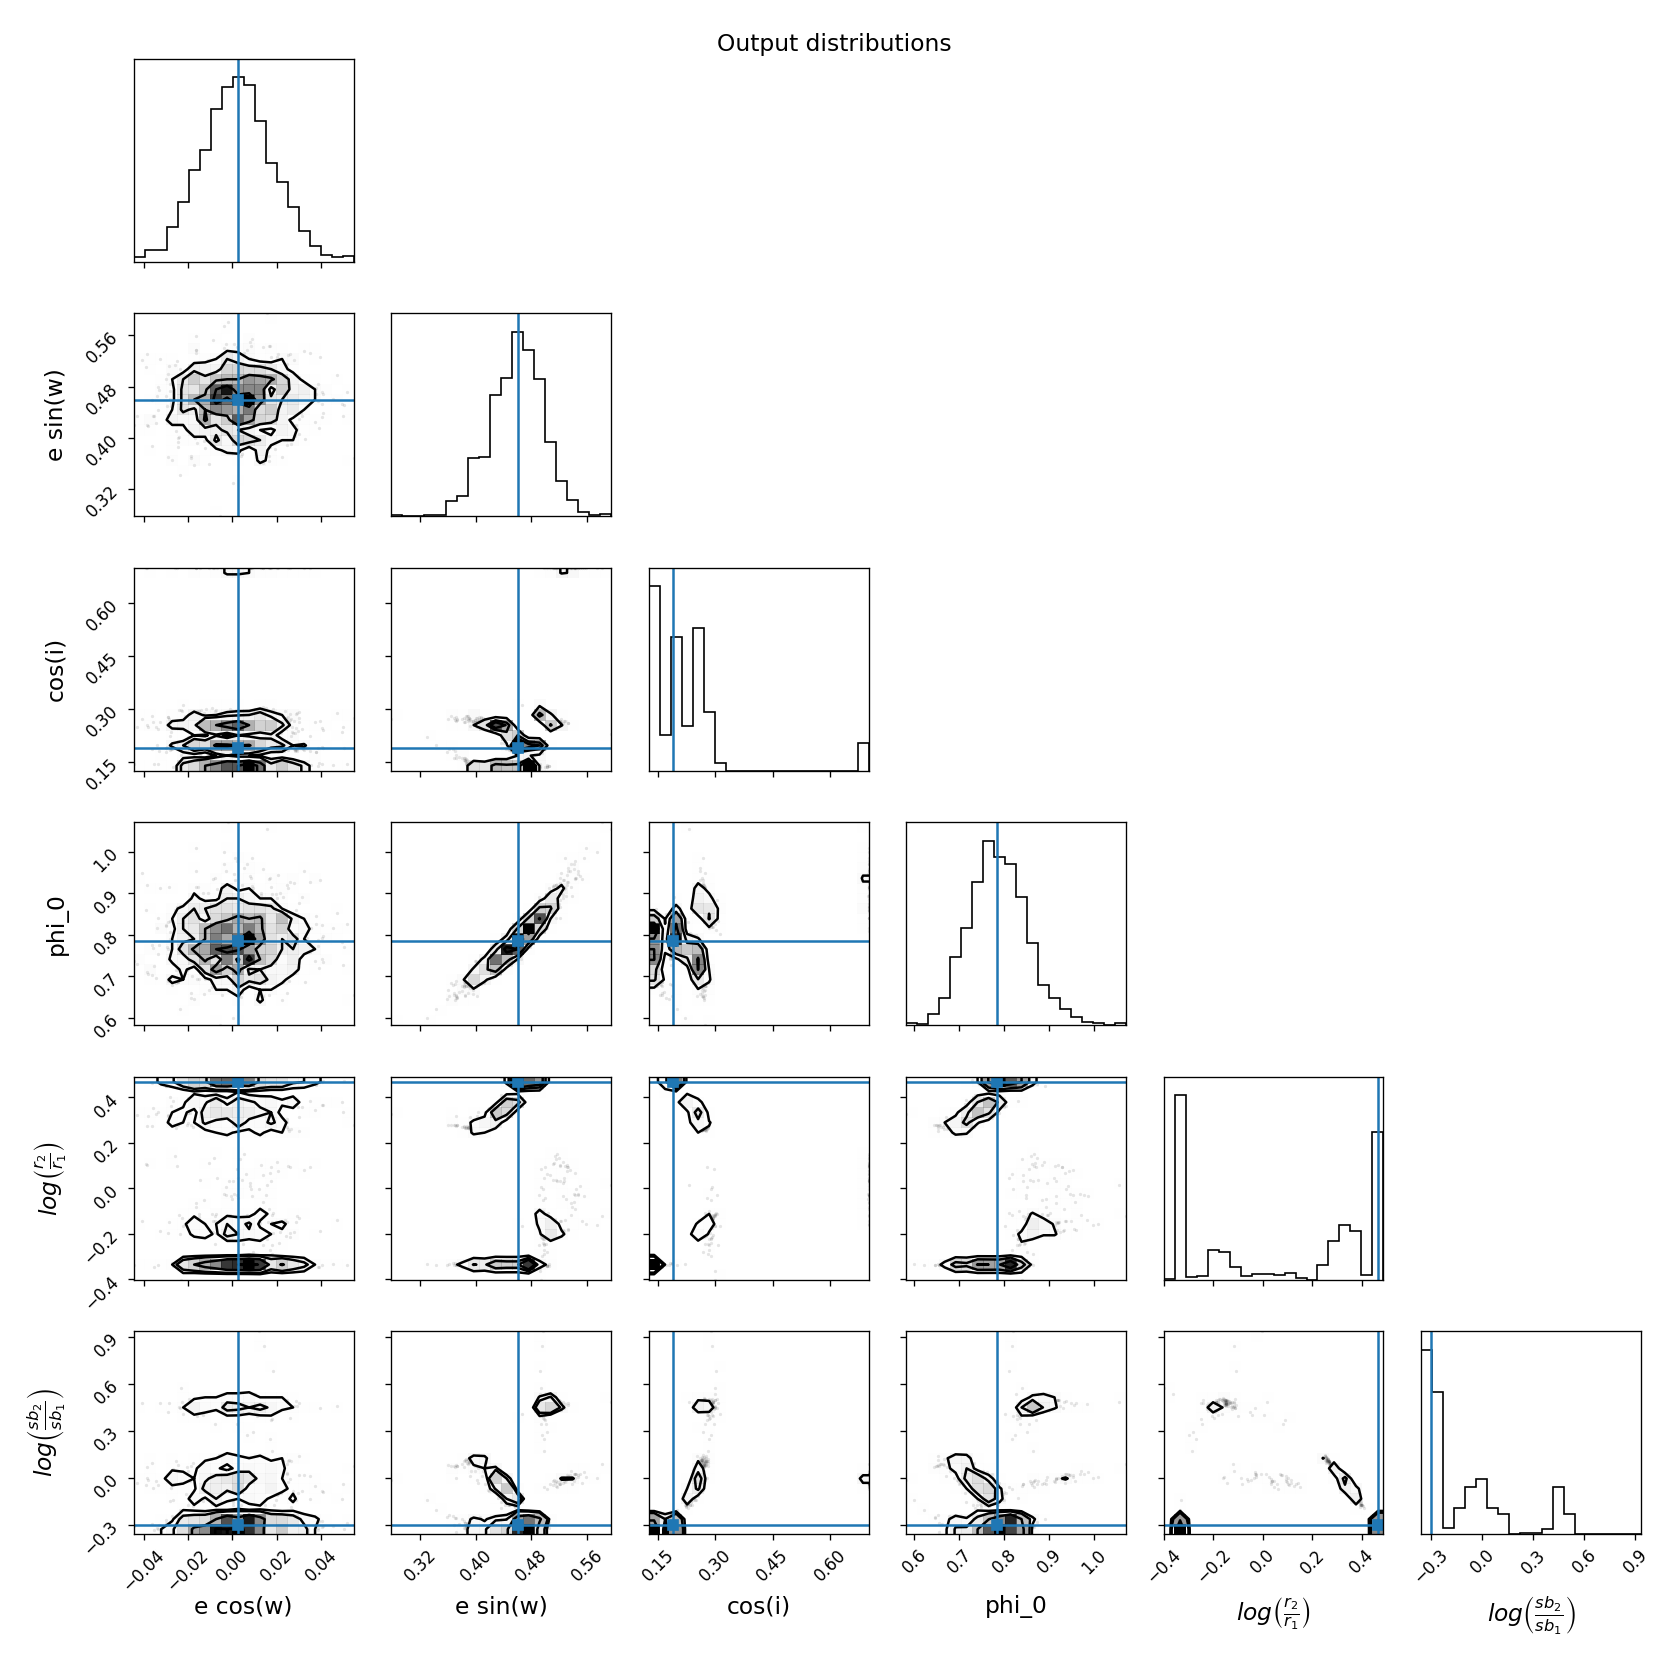 Output distributions
e sin(w)
0.56
0.48
0.40
0.32
cos(i)
0.60
0.45
0.30
0.15
phi_0
1.0
0.9
0.8
0.7
0.6
log(r2/r1)
0.4
0.2
0.0
−0.2
−0.4
log(sb2/sb1)
0.9
0.6
0.3
0.0
−0.3
−0.04 −0.02 0.00 0.02 0.04
0.32 0.40 0.48 0.56
0.15 0.30 0.45 0.60
0.6 0.7 0.8 0.9 1.0
−0.4 −0.2 0.0 0.2 0.4
−0.3 0.0 0.3 0.6 0.9
e cos(w)
e sin(w)
cos(i)
phi_0
log(r2/r1)
log(sb2/sb1)